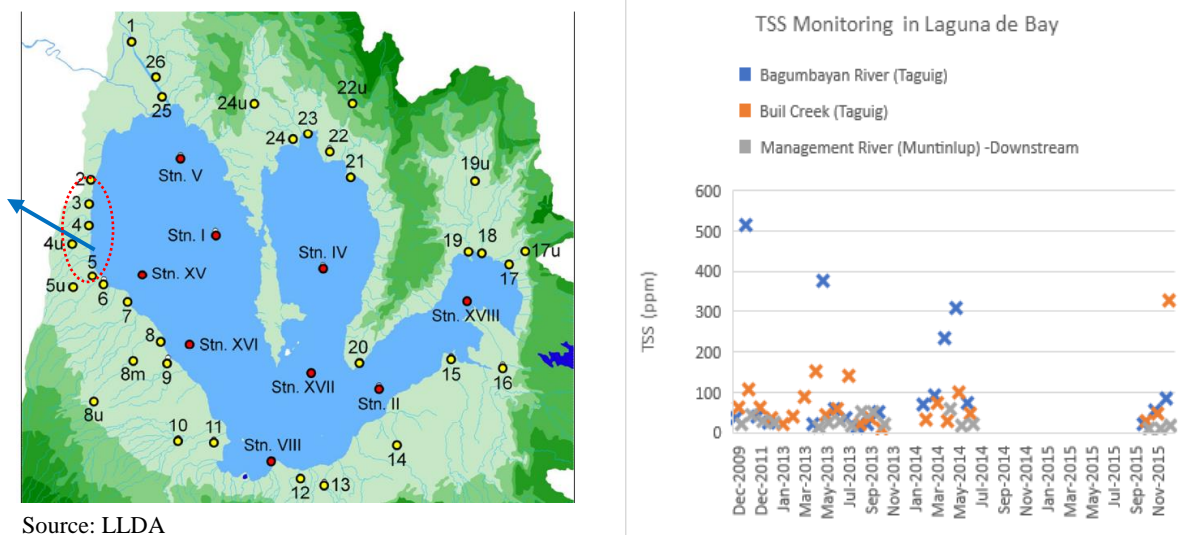 1
26
25
24u
22u
23
24
22
21
19u
Stn. V
2
3
4
4u
5
5u
6
7
Stn. I
Stn. IV
Stn. XV
19
18
17u
17
Stn. XVIII
8
Stn. XVI
8m
9
20
15
16
Stn. XVII
Stn. II
8u
10
11
Stn. VIII
14
12
13
Source: LLDA
TSS Monitoring in Laguna de Bay
Bagumbayan River (Taguig)
Buil Creek (Taguig)
Management River (Muntinlup) -Downstream
TSS (ppm)
600
500
400
300
200
100
0
Dec-2009
Dec-2011
Jan-2013
Mar-2013
May-2013
Jul-2013
Sep-2013
Nov-2013
Jan-2014
Mar-2014
May-2014
Jul-2014
Sep-2014
Nov-2014
Jan-2015
Mar-2015
May-2015
Jul-2015
Sep-2015
Nov-2015